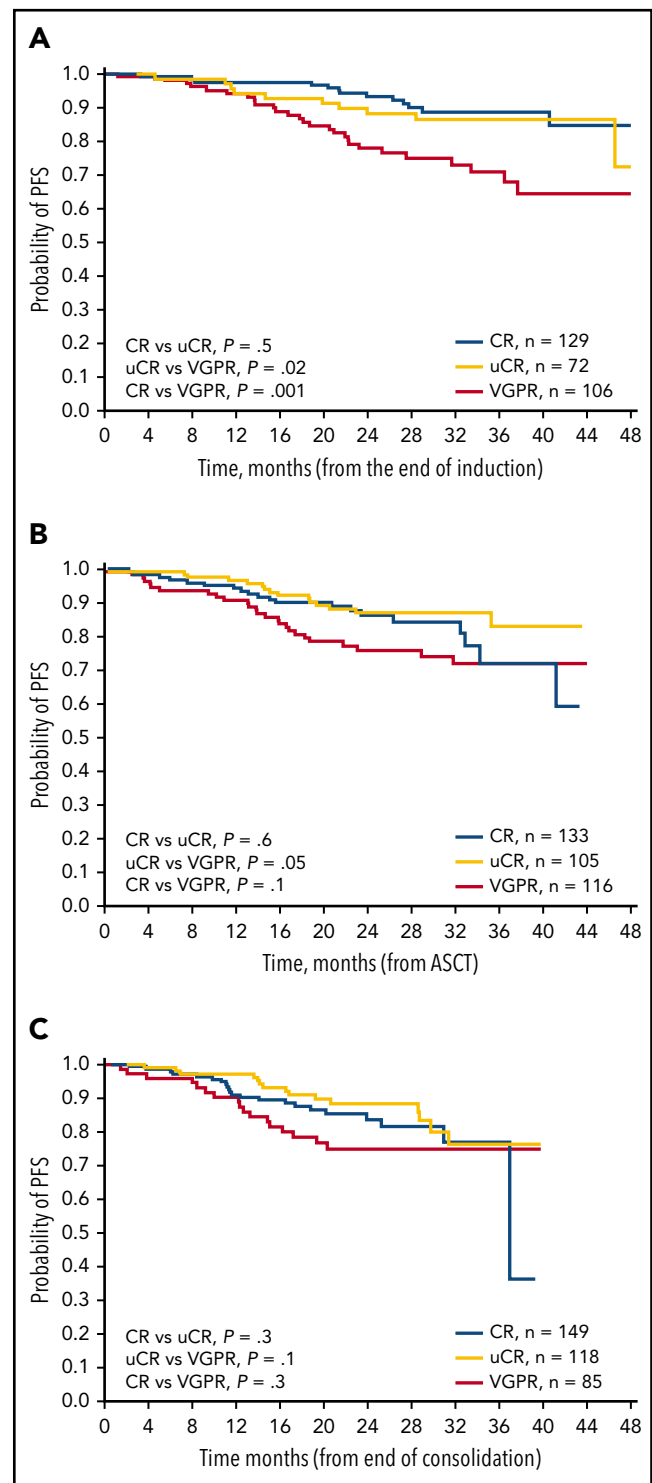 A
1.0
0.9
0.8
0.7
0.6
0.5
0.4
0.3
0.2
0.1
0.0
Probability of PFS
CR vs uCR, P = .5
uCR vs VGPR, P = .02
CR vs VGPR, P = .001
CR, n = 129
uCR, n = 72
VGPR, n = 106
0 4 8 12 16 20 24 28 32 36 40 44 48
Time, months (from the end of induction)
B
1.0
0.9
0.8
0.7
0.6
0.5
0.4
0.3
0.2
0.1
0.0
Probability of PFS
CR vs uCR, P = .6
uCR vs VGPR, P = .05
CR vs VGPR, P = .1
CR, n = 133
uCR, n = 105
VGPR, n = 116
0 4 8 12 16 20 24 28 32 36 40 44 48
Time, months (from ASCT)
C
1.0
0.9
0.8
0.7
0.6
0.5
0.4
0.3
0.2
0.1
0.0
Probability of PFS
CR vs uCR, P = .3
uCR vs VGPR, P = .1
CR vs VGPR, P = .3
CR, n = 149
uCR, n = 118
VGPR, n = 85
0 4 8 12 16 20 24 28 32 36 40 44 48
Time months (from end of consolidation)